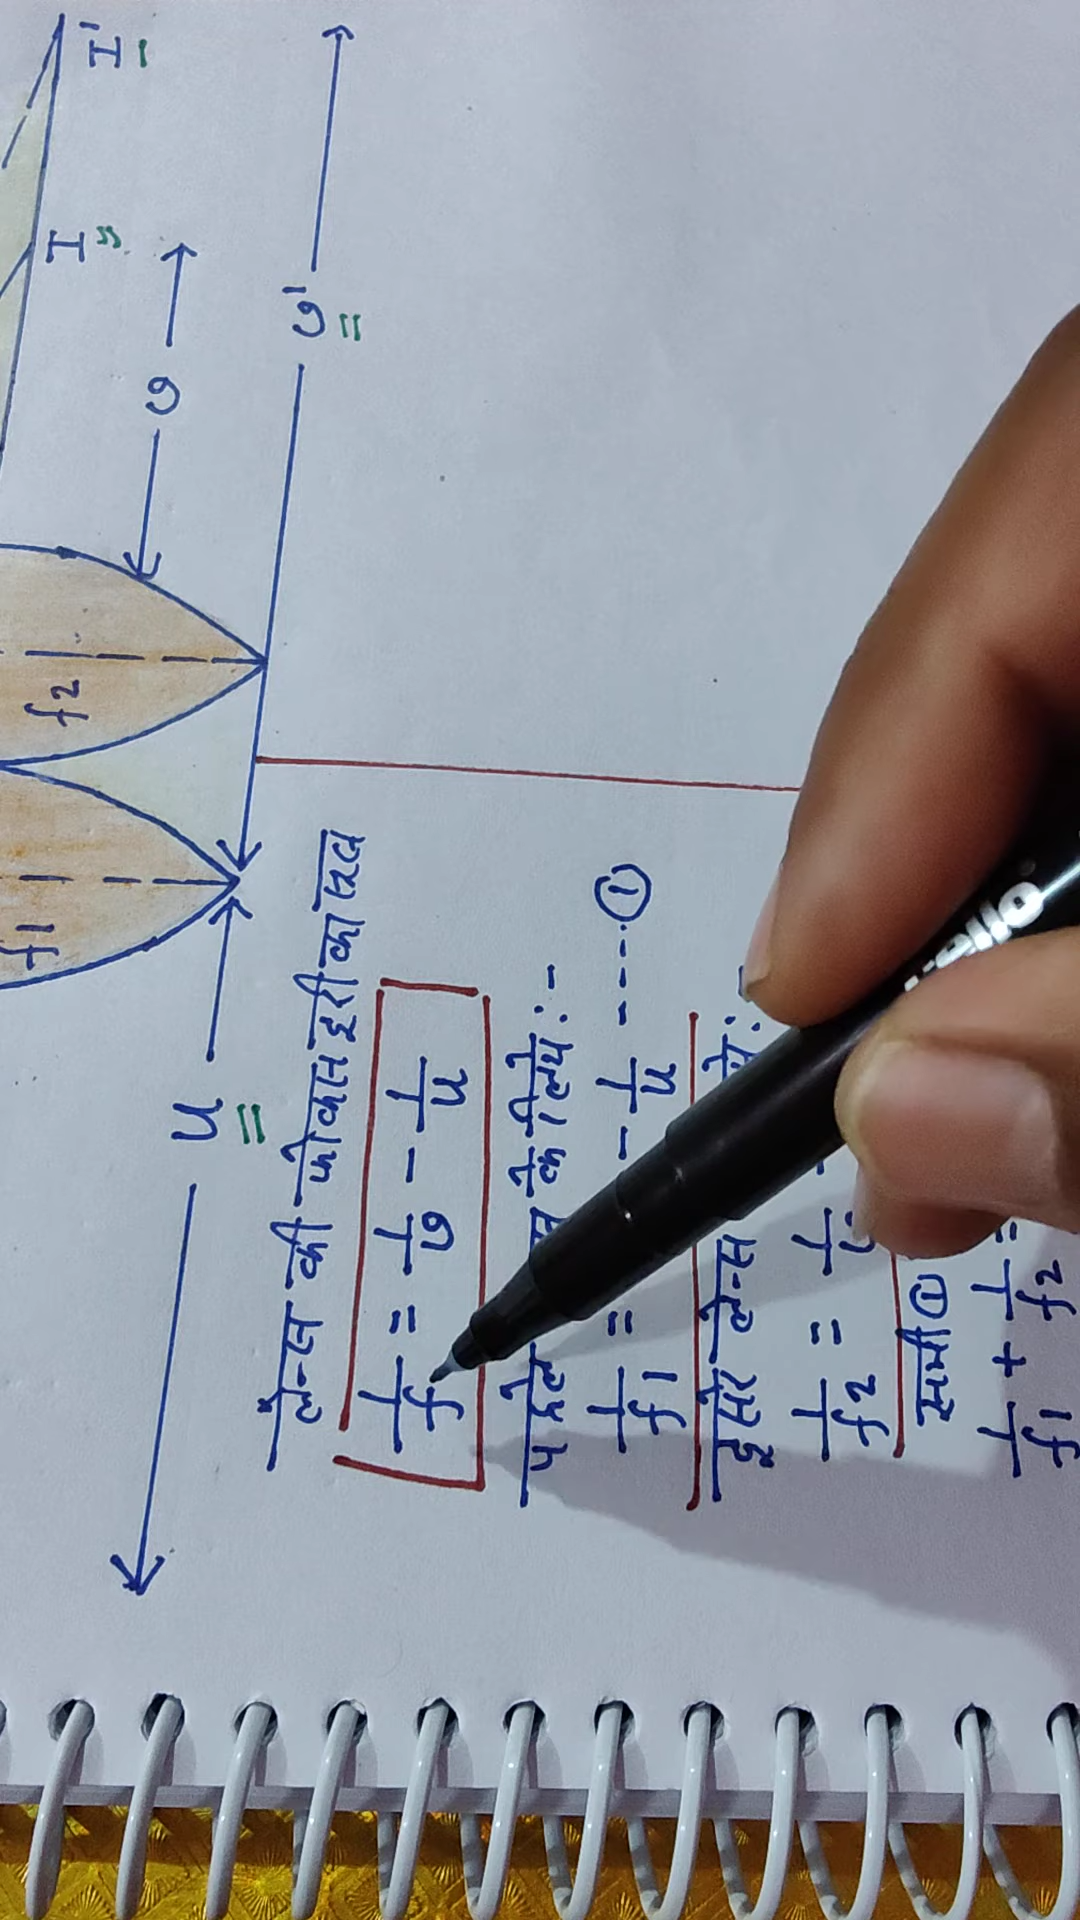 I'
I
v
v'
f1
f2
u
लेन्स की फोकस दूरी का सूत्र
1/f = 1/v - 1/u
पहले के लिये :-
1/f1 = - 1/u ----- ①
दूसरे लेन्स :-
1/f2 = 1/
समी ①
1/f1 + 1/f2 =